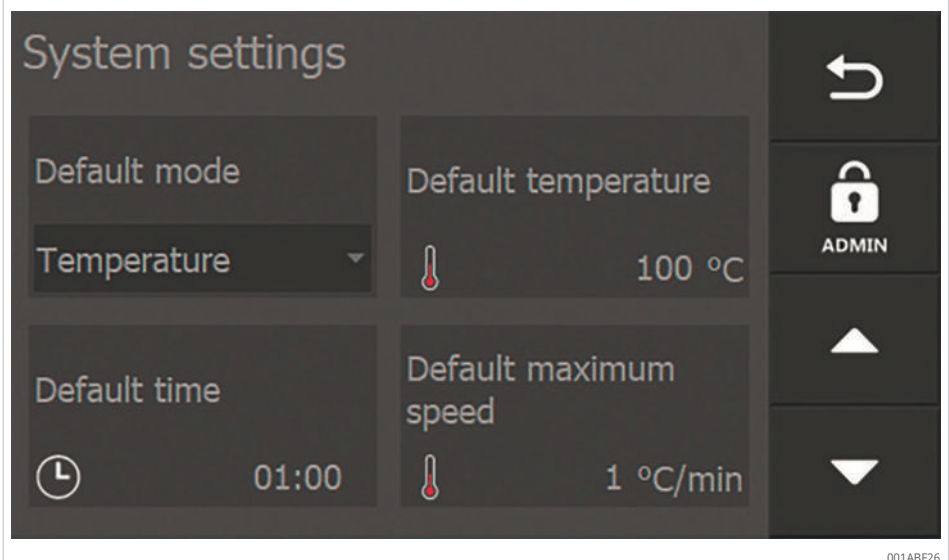 System settings
Default mode
Temperature
Default temperature
100 °C
ADMIN
Default time
01:00
Default maximum
speed
1 °C/min
001ABF26